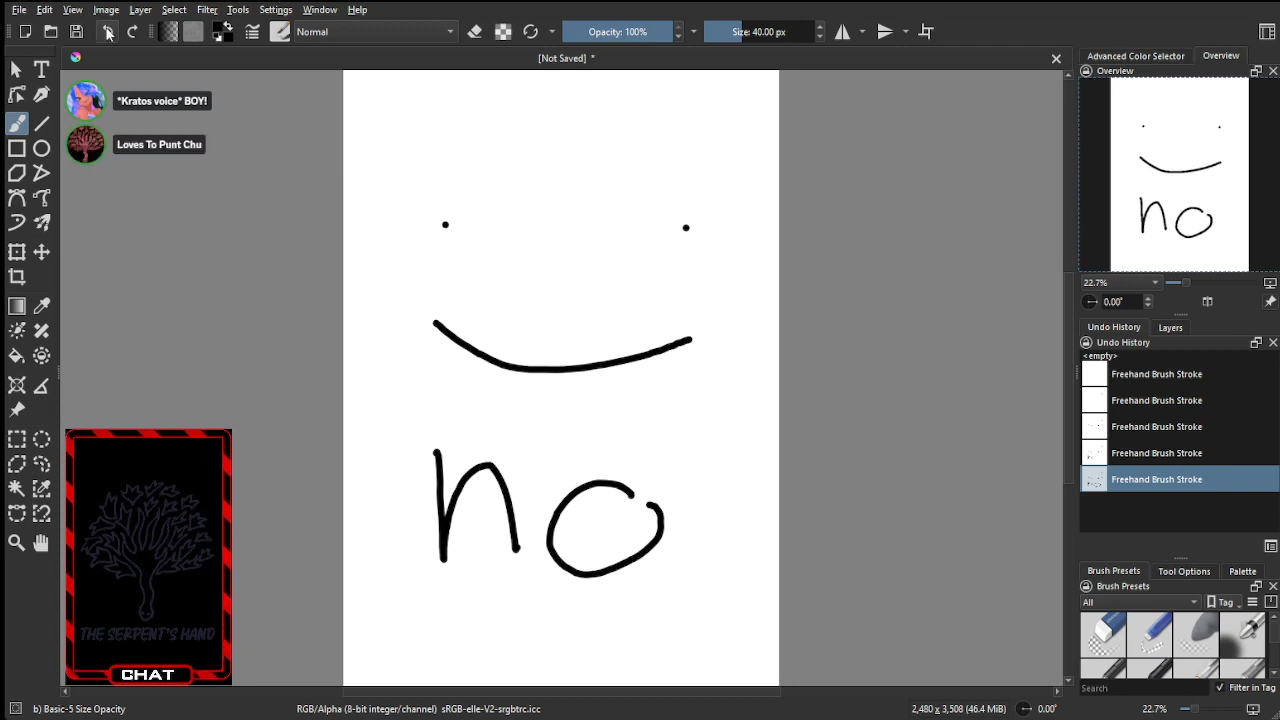 File Edit View Image Layer Select Filter Tools Settings Window Help
Normal Opacity: 100% Size: 40.00 px
[Not Saved] *
Advanced Color Selector Overview
Overview
*Kratos voice* BOY!
Loves To Punt Chu
22.7%
0.00°
Undo History Layers
Undo History
<empty>
Freehand Brush Stroke
Freehand Brush Stroke
Freehand Brush Stroke
Freehand Brush Stroke
Freehand Brush Stroke
no
Brush Presets Tool Options Palette
Brush Presets
All Tag
THE SERPENT'S HAND
CHAT
Search Filter in Tag
b) Basic-5 Size Opacity RGB/Alpha (8-bit integer/channel) sRGB-elle-V2-srgbtrc.icc 2,480 x 3,508 (46.4 MiB) 0.00° 22.7%